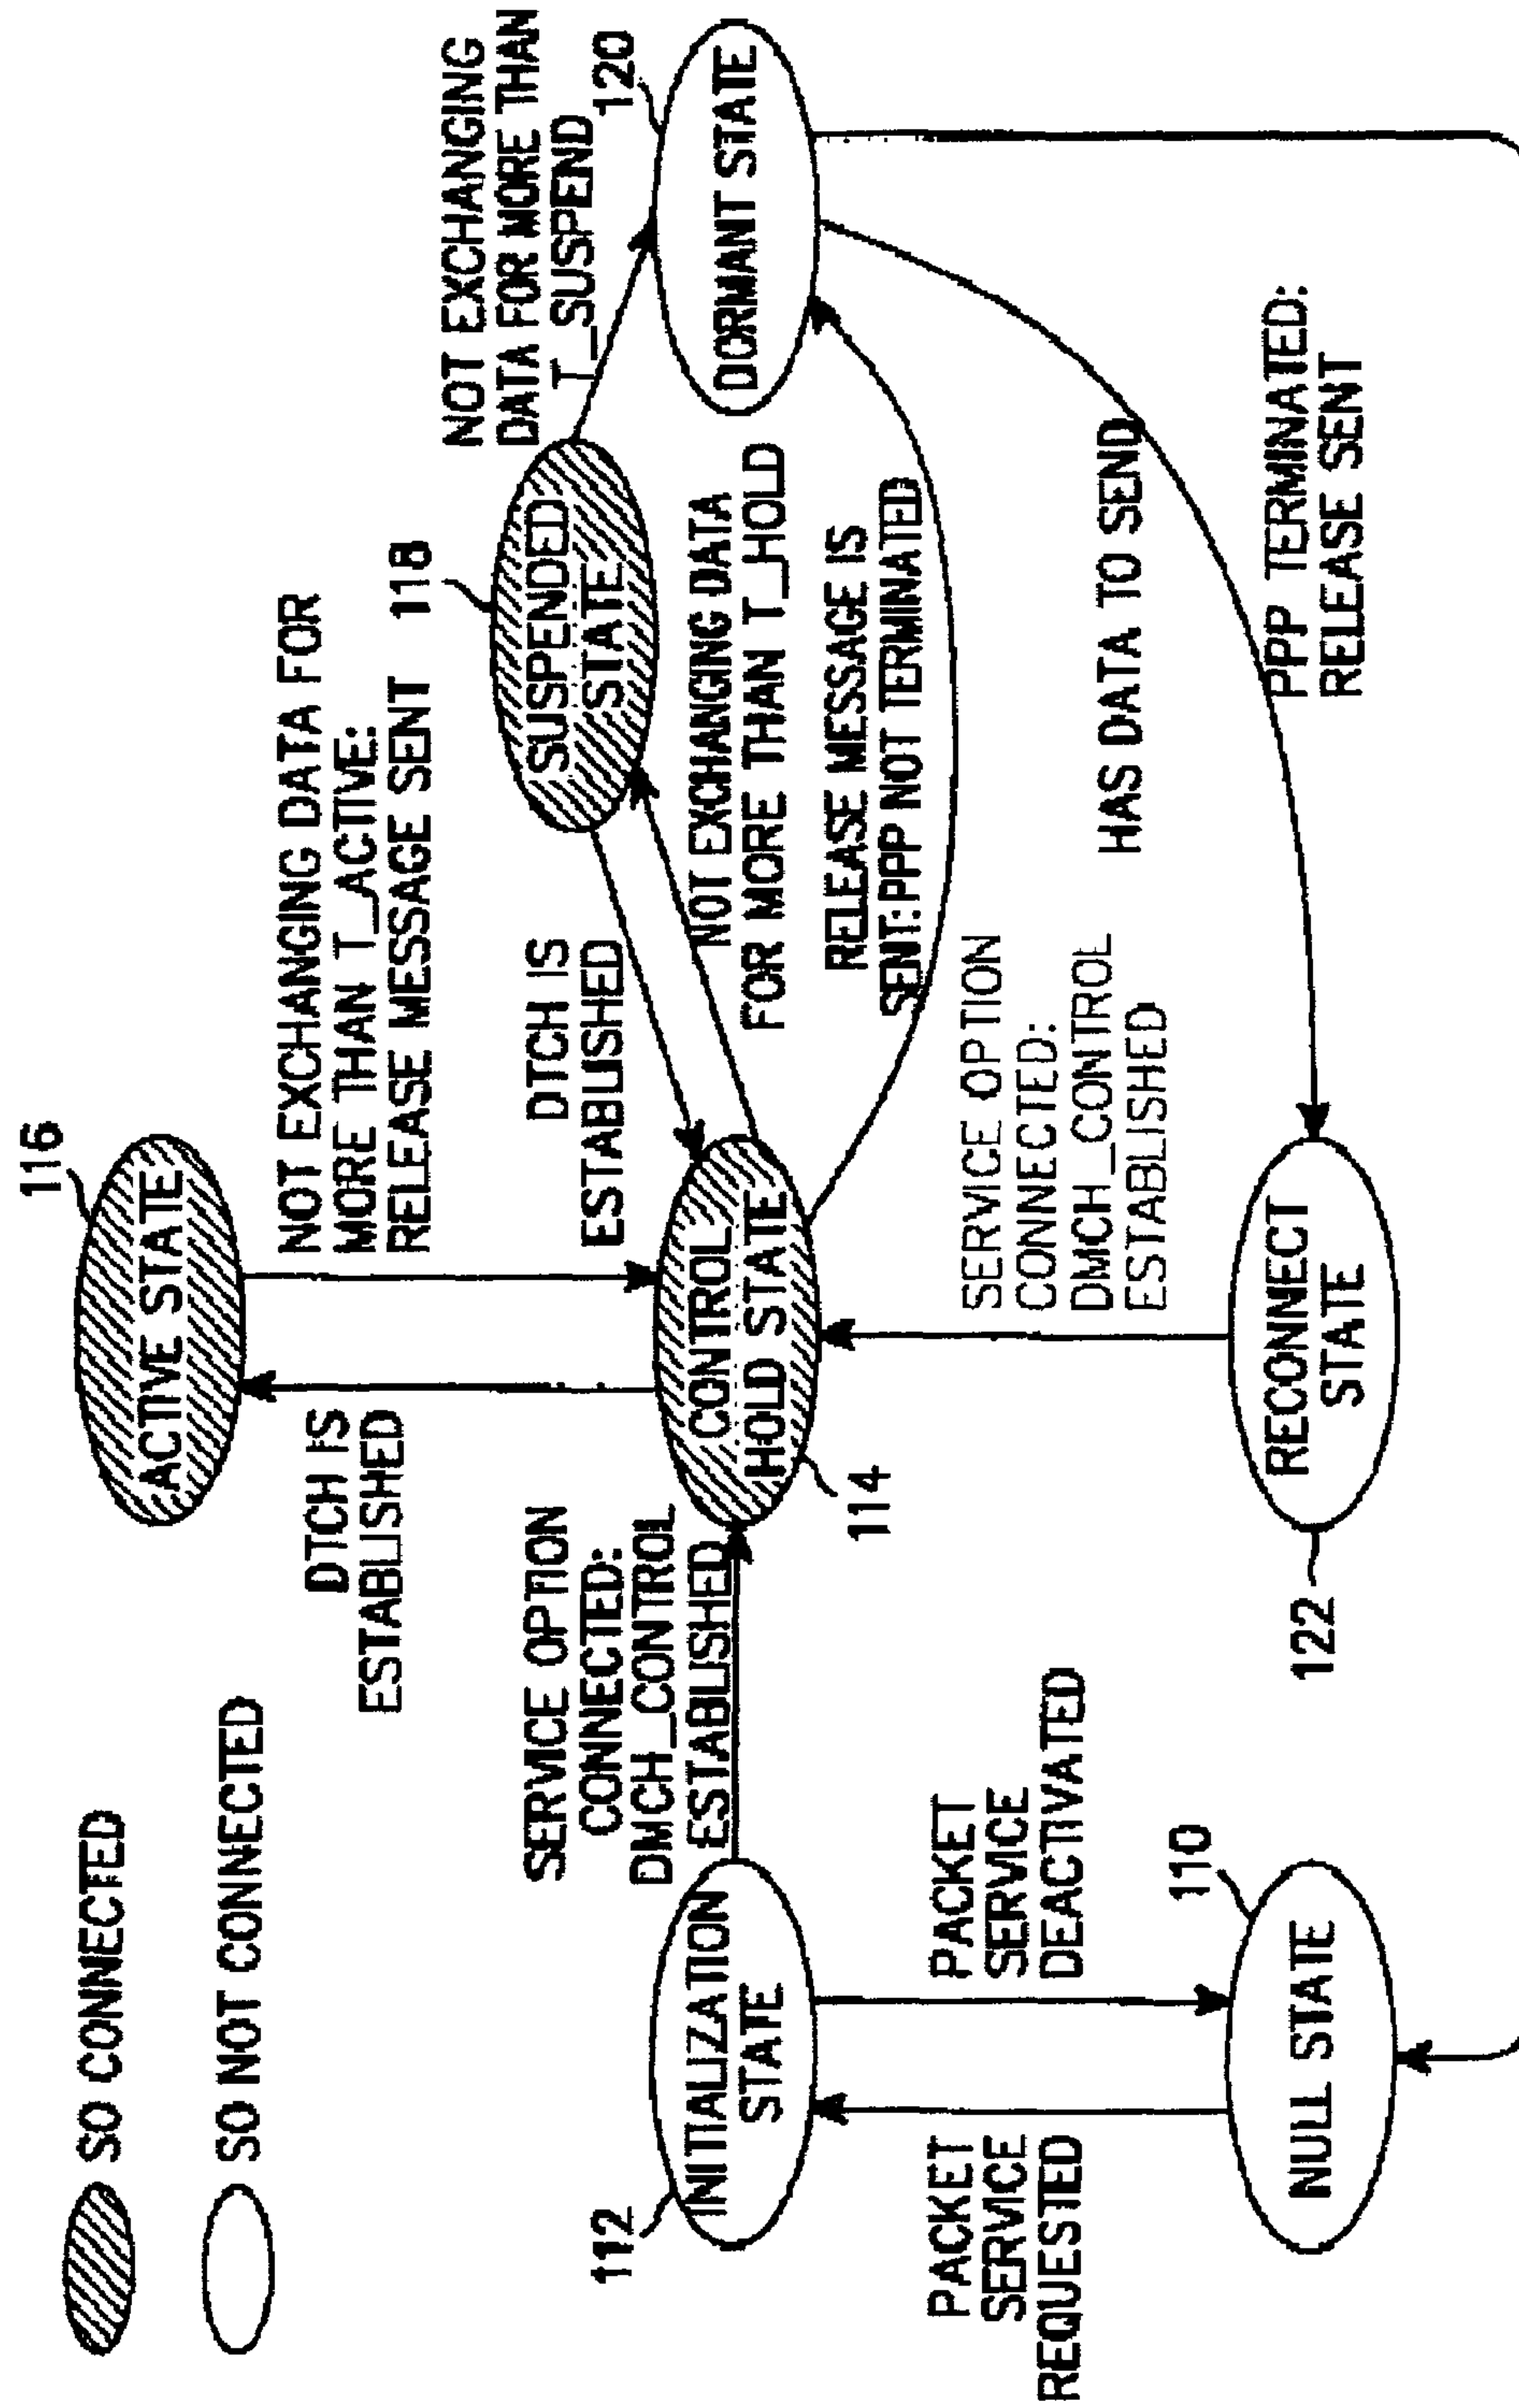 SO CONNECTED
SO NOT CONNECTED
116
ACTIVE STATE
DTCH IS
ESTABLISHED
NOT EXCHANGING DATA FOR
MORE THAN T_ACTIVE:
RELEASE MESSAGE SENT
118
SUSPENDED
STATE
NOT EXCHANGING
DATA FOR MORE THAN
T_SUSPEND
120
DORMANT STATE
DTCH IS
ESTABLISHED
NOT EXCHANGING DATA
FOR MORE THAN T_HOLD
RELEASE MESSAGE IS
SENT:PPP NOT TERMINATED
112
INITIALIZATION
STATE
SERVICE OPTION
CONNECTED:
DMCH_CONTROL
ESTABLISHED
CONTROL
HOLD STATE
114
PACKET
SERVICE
REQUESTED
PACKET
SERVICE
DEACTIVATED
110
NULL STATE
SERVICE OPTION
CONNECTED:
DMCH_CONTROL
ESTABLISHED
HAS DATA TO SEND
122
RECONNECT
STATE
PPP TERMINATED:
RELEASE SENT